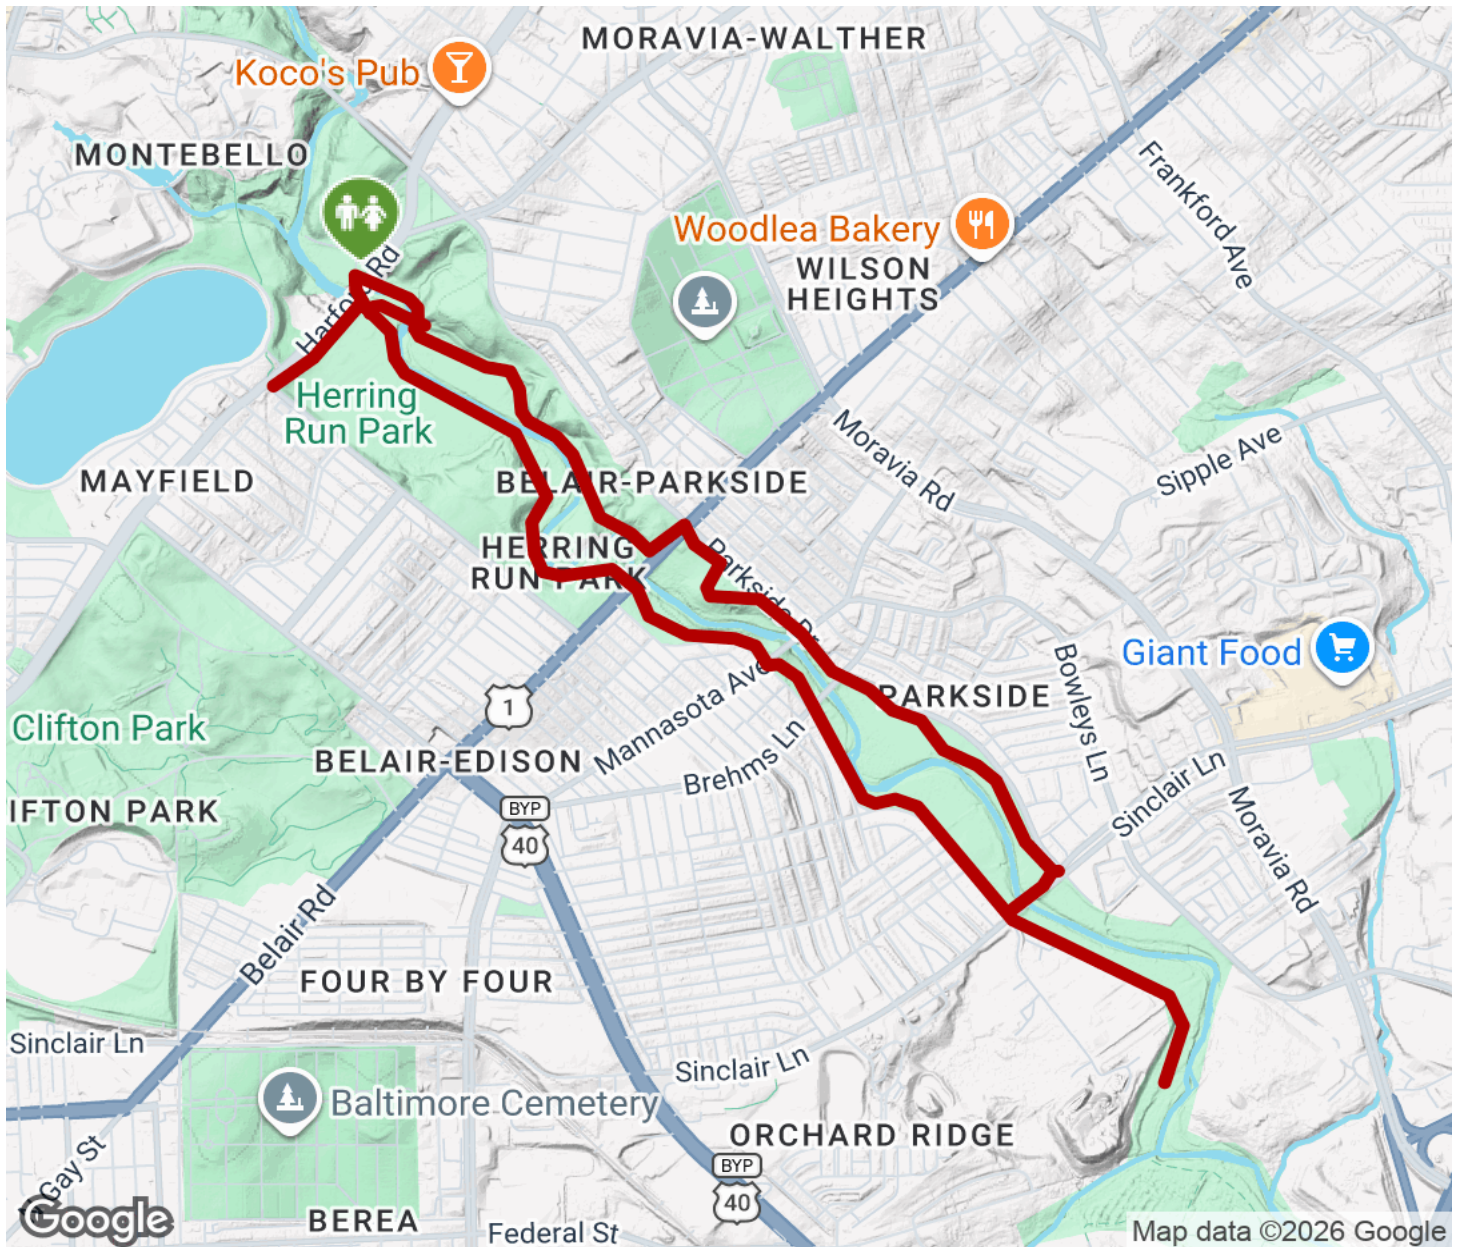 MORAVIA-WALTHER
Koco's Pub
MONTEBELLO
Frankford Ave
Woodlea Bakery
WILSON
HEIGHTS
Harford Rd
Herring
Run Park
MAYFIELD
BELAIR-PARKSIDE
Moravia Rd
Sipple Ave
HERRING
RUN PARK
Parkside Dr
Giant Food
Bowleys Ln
PARKSIDE
1
Mannasota Ave
Clifton Park
BELAIR-EDISON
Brehms Ln
Sinclair Ln
IFTON PARK
BYP
40
Moravia Rd
Belair Rd
FOUR BY FOUR
Sinclair Ln
Sinclair Ln
Baltimore Cemetery
ORCHARD RIDGE
Gay St
BYP
40
Google
BEREA
Federal St
Map data ©2026 Google